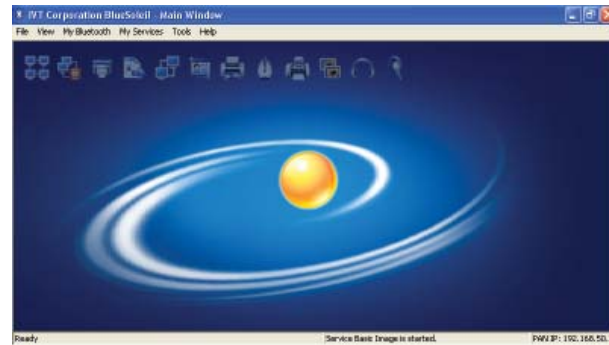 IVT Corporation BlueSoleil - Main Window
File View My Bluetooth My Services Tools Help
Ready Service Basic Image is started. PAN IP: 192.168.50.